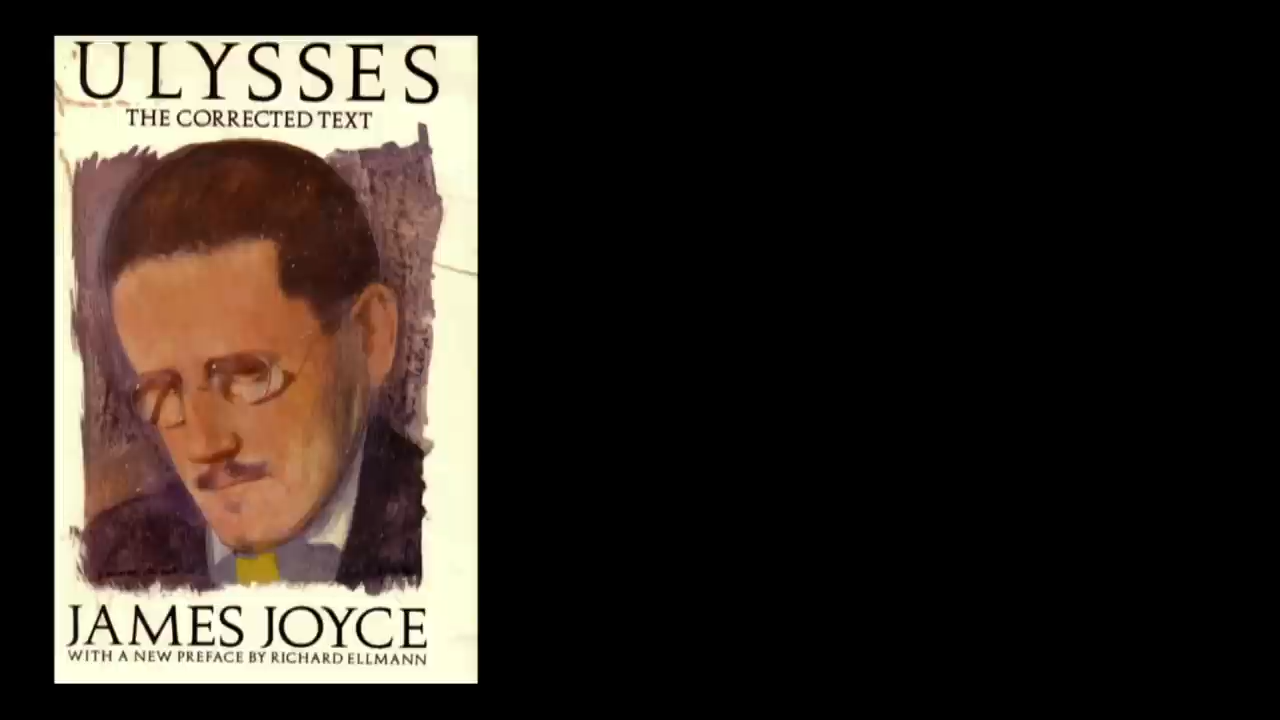 ULYSSES
THE CORRECTED TEXT
JAMES JOYCE
WITH A NEW PREFACE BY RICHARD ELLMANN